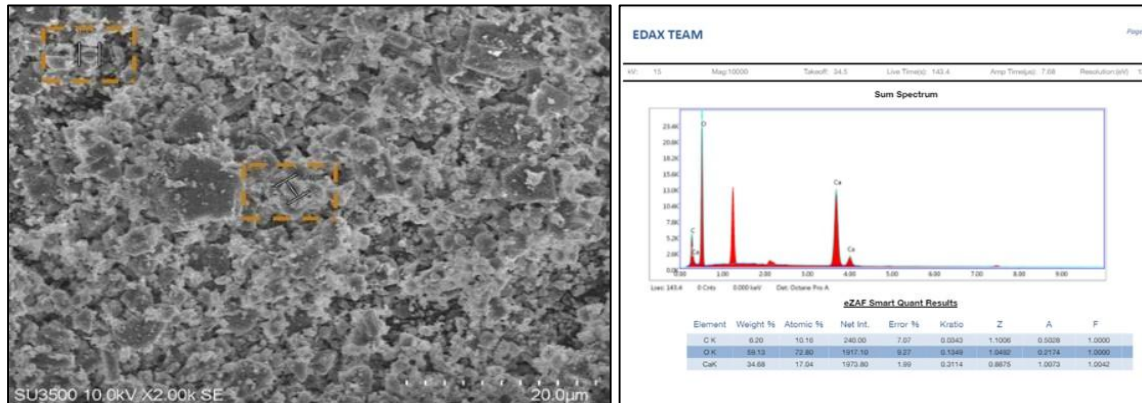 SU3500 10.0kV X2.00k SE
20.0μm
EDAX TEAM
Page
kV: 15 Mag:10000 Takeoff: 34.5 Live Time(s): 143.4 Amp Time(μs): 7.68 Resolution:(eV)
Sum Spectrum
23.4K
20.8K
18.2K
15.6K
13.0K
10.4K
7.8K
5.2K
2.6K
0.0K
O
C
Ca
Ca
Ca
0.00 1.00 2.00 3.00 4.00 5.00 6.00 7.00 8.00 9.00
Lsec: 143.4 0 Cnts 0.000 keV Det: Octane Pro A
eZAF Smart Quant Results
Element Weight % Atomic % Net Int. Error % Kratio Z A F
C K 6.20 10.16 240.00 7.07 0.0343 1.1006 0.5028 1.0000
O K 59.13 72.80 1917.10 9.27 0.1349 1.0492 0.2174 1.0000
CaK 34.68 17.04 1973.80 1.89 0.3114 0.8875 1.0073 1.0042